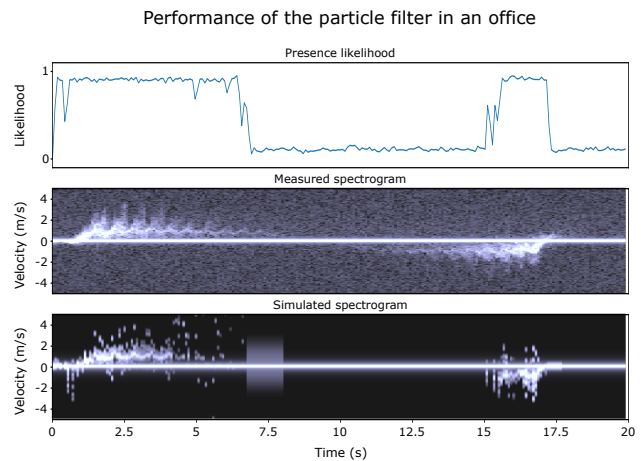 Performance of the particle filter in an office
Presence likelihood
1
Likelihood
0
Measured spectrogram
4
2
Velocity (m/s)
0
-2
-4
Simulated spectrogram
4
2
Velocity (m/s)
0
-2
-4
0 2.5 5 7.5 10 12.5 15 17.5 20
Time (s)